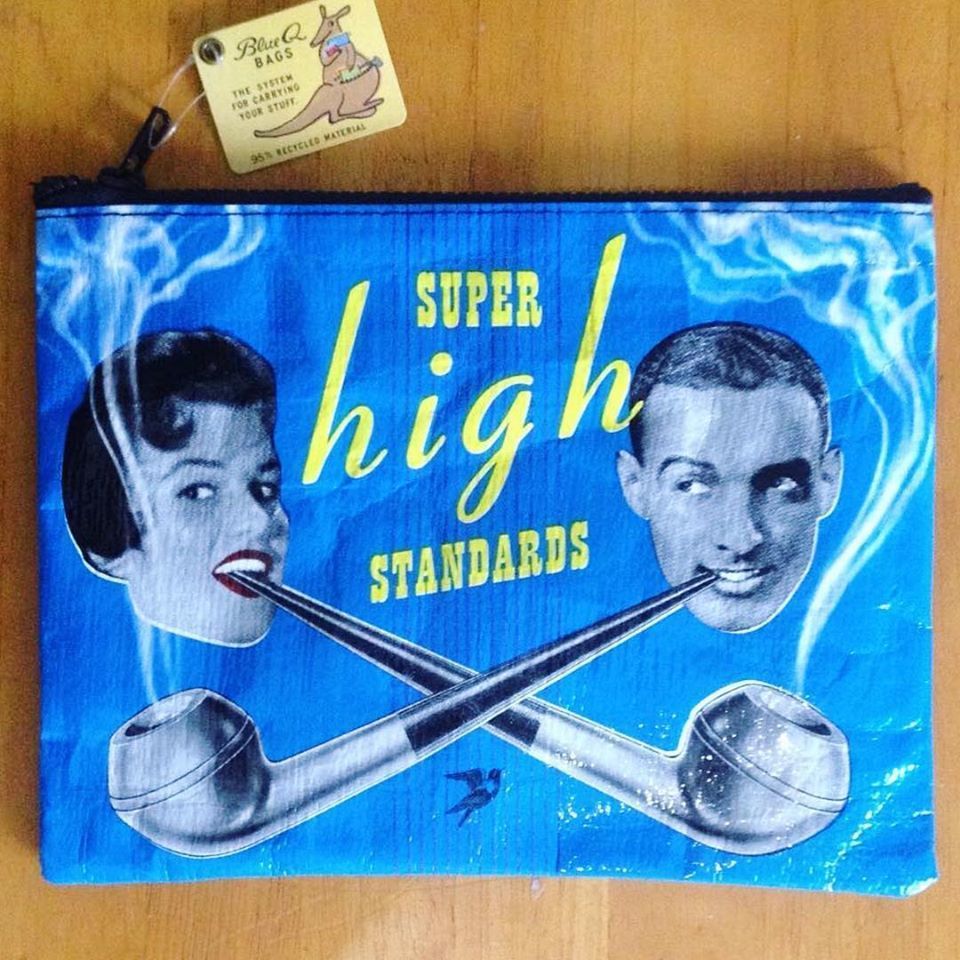 Blue Q
BAGS
THE SYSTEM
FOR CARRYING
YOUR STUFF.
95% RECYCLED MATERIAL
SUPER
high
STANDARDS